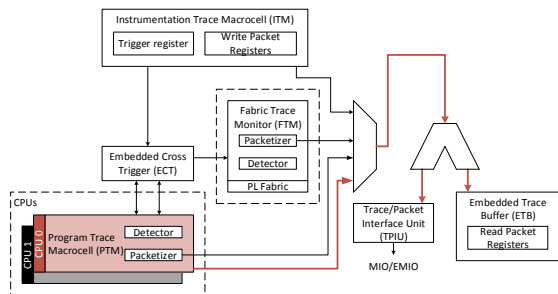 Instrumentation Trace Macrocell (ITM)
Trigger register
Write Packet
Registers
Fabric Trace
Monitor (FTM)
Packetizer
Detector
PL Fabric
Embedded Cross
Trigger (ECT)
CPUs
CPU 1
CPU 0
Program Trace
Macrocell (PTM)
Detector
Packetizer
Trace/Packet
Interface Unit
(TPIU)
MIO/EMIO
Embedded Trace
Buffer (ETB)
Read Packet
Registers